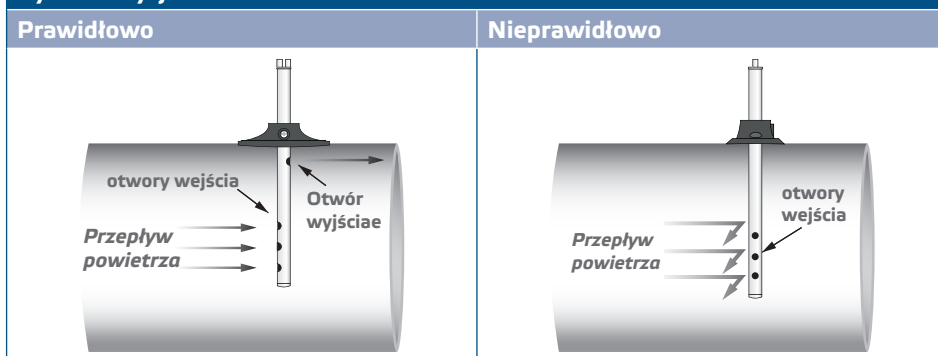 Prawidłowo
Nieprawidłowo
otwory wejścia
Otwór
wyjściae
Przepływ
powietrza
otwory
wejścia
Przepływ
powietrza